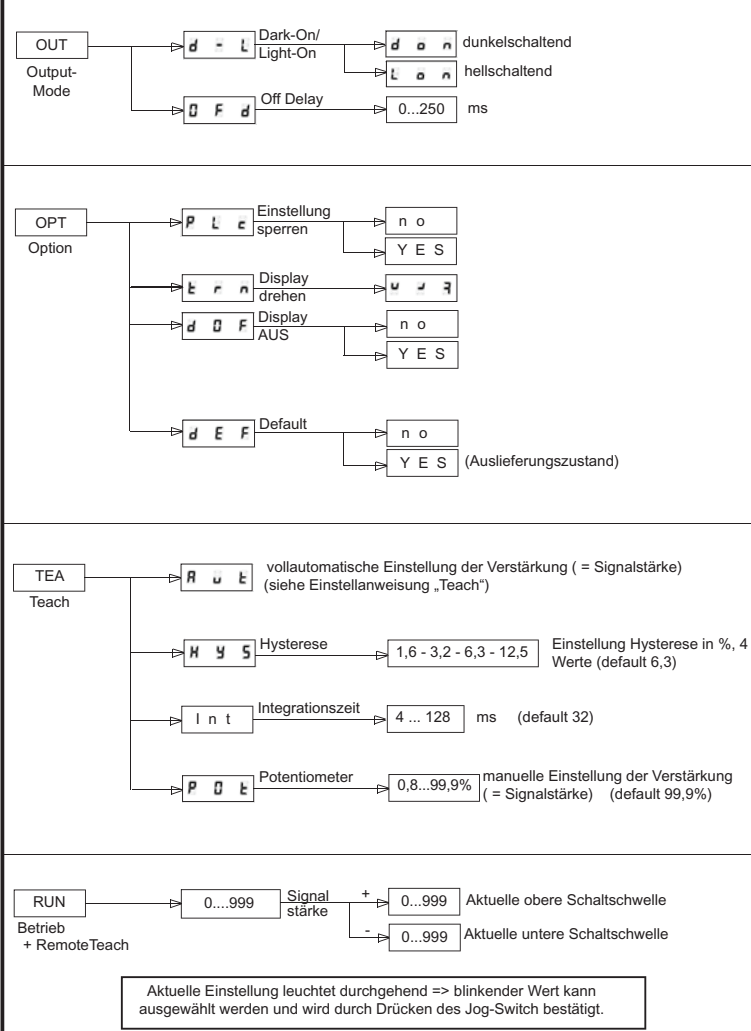 OUT
Output-
Mode
d - L
Dark-On/
Light-On
d o n
dunkelschaltend
L o n
hellschaltend
O F d
Off Delay
0...250
ms
OPT
Option
P L c
Einstellung
sperren
n o
Y E S
t r n
Display
drehen
d O F
Display
AUS
n o
Y E S
d E F
Default
n o
Y E S
(Auslieferungszustand)
TEA
Teach
A u t
vollautomatische Einstellung der Verstärkung ( = Signalstärke)
(siehe Einstellanweisung „Teach“)
H Y S
Hysterese
1,6 - 3,2 - 6,3 - 12,5
Einstellung Hysterese in %, 4
Werte (default 6,3)
I n t
Integrationszeit
4 ... 128
ms (default 32)
P O t
Potentiometer
0,8...99,9%
manuelle Einstellung der Verstärkung
( = Signalstärke) (default 99,9%)
RUN
Betrieb
+ RemoteTeach
0....999
Signal
stärke
+
0...999
Aktuelle obere Schaltschwelle
-
0...999
Aktuelle untere Schaltschwelle
Aktuelle Einstellung leuchtet durchgehend => blinkender Wert kann
ausgewählt werden und wird durch Drücken des Jog-Switch bestätigt.